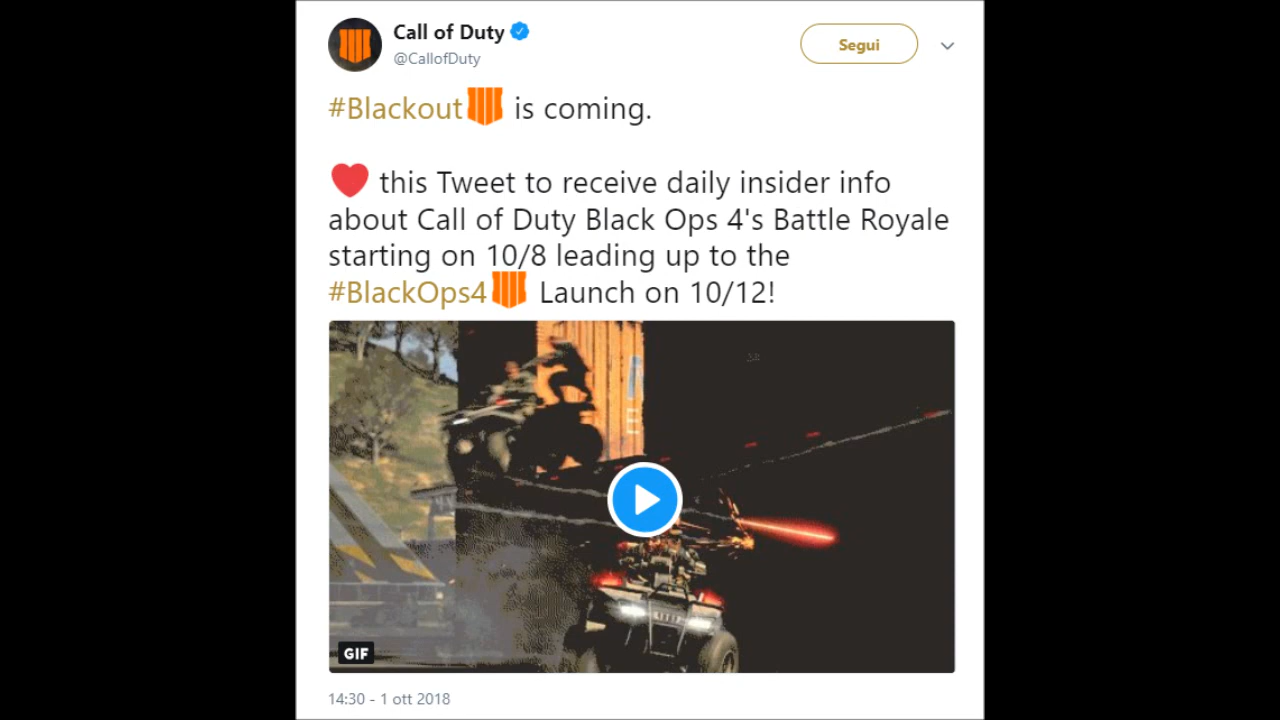 Call of Duty
@CallofDuty
Segui
#Blackout is coming.
this Tweet to receive daily insider info
about Call of Duty Black Ops 4's Battle Royale
starting on 10/8 leading up to the
#BlackOps4 Launch on 10/12!
GIF
14:30 - 1 ott 2018